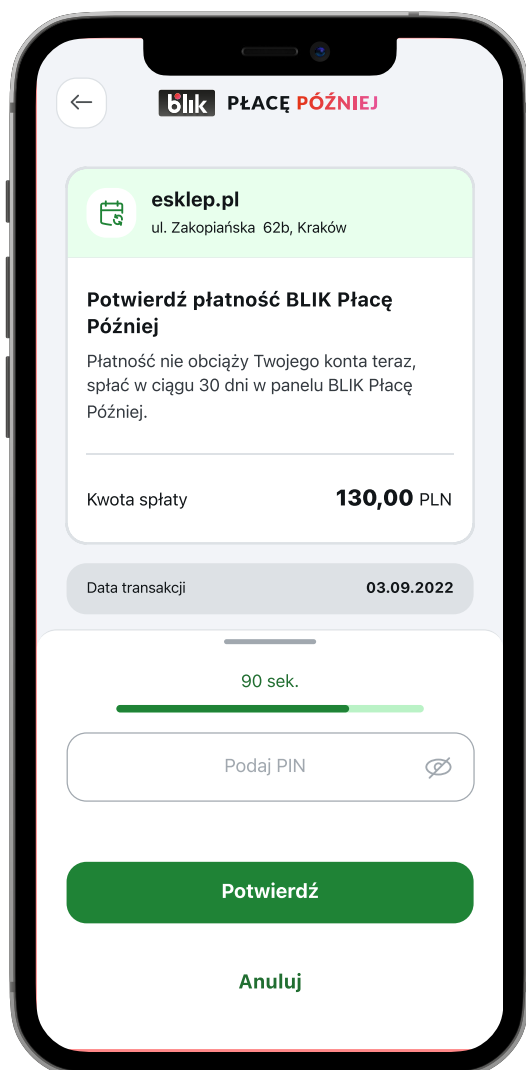 blik PŁACĘ PÓŹNIEJ
esklep.pl
ul. Zakopiańska 62b, Kraków
Potwierdź płatność BLIK Płacę
Później
Płatność nie obciąży Twojego konta teraz,
spłać w ciągu 30 dni w panelu BLIK Płacę
Później.
Kwota spłaty 130,00 PLN
Data transakcji 03.09.2022
90 sek.
Podaj PIN
Potwierdź
Anuluj